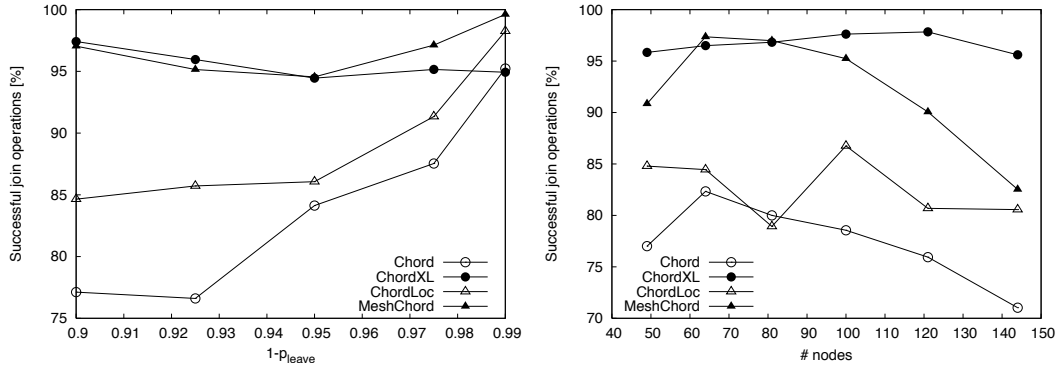 100
95
90
85
80
75
0.9 0.91 0.92 0.93 0.94 0.95 0.96 0.97 0.98 0.99
Successful join operations [%]
1-pleave
Chord
ChordXL
ChordLoc
MeshChord
100
95
90
85
80
75
70
40 50 60 70 80 90 100 110 120 130 140 150
Successful join operations [%]
# nodes
Chord
ChordXL
ChordLoc
MeshChord